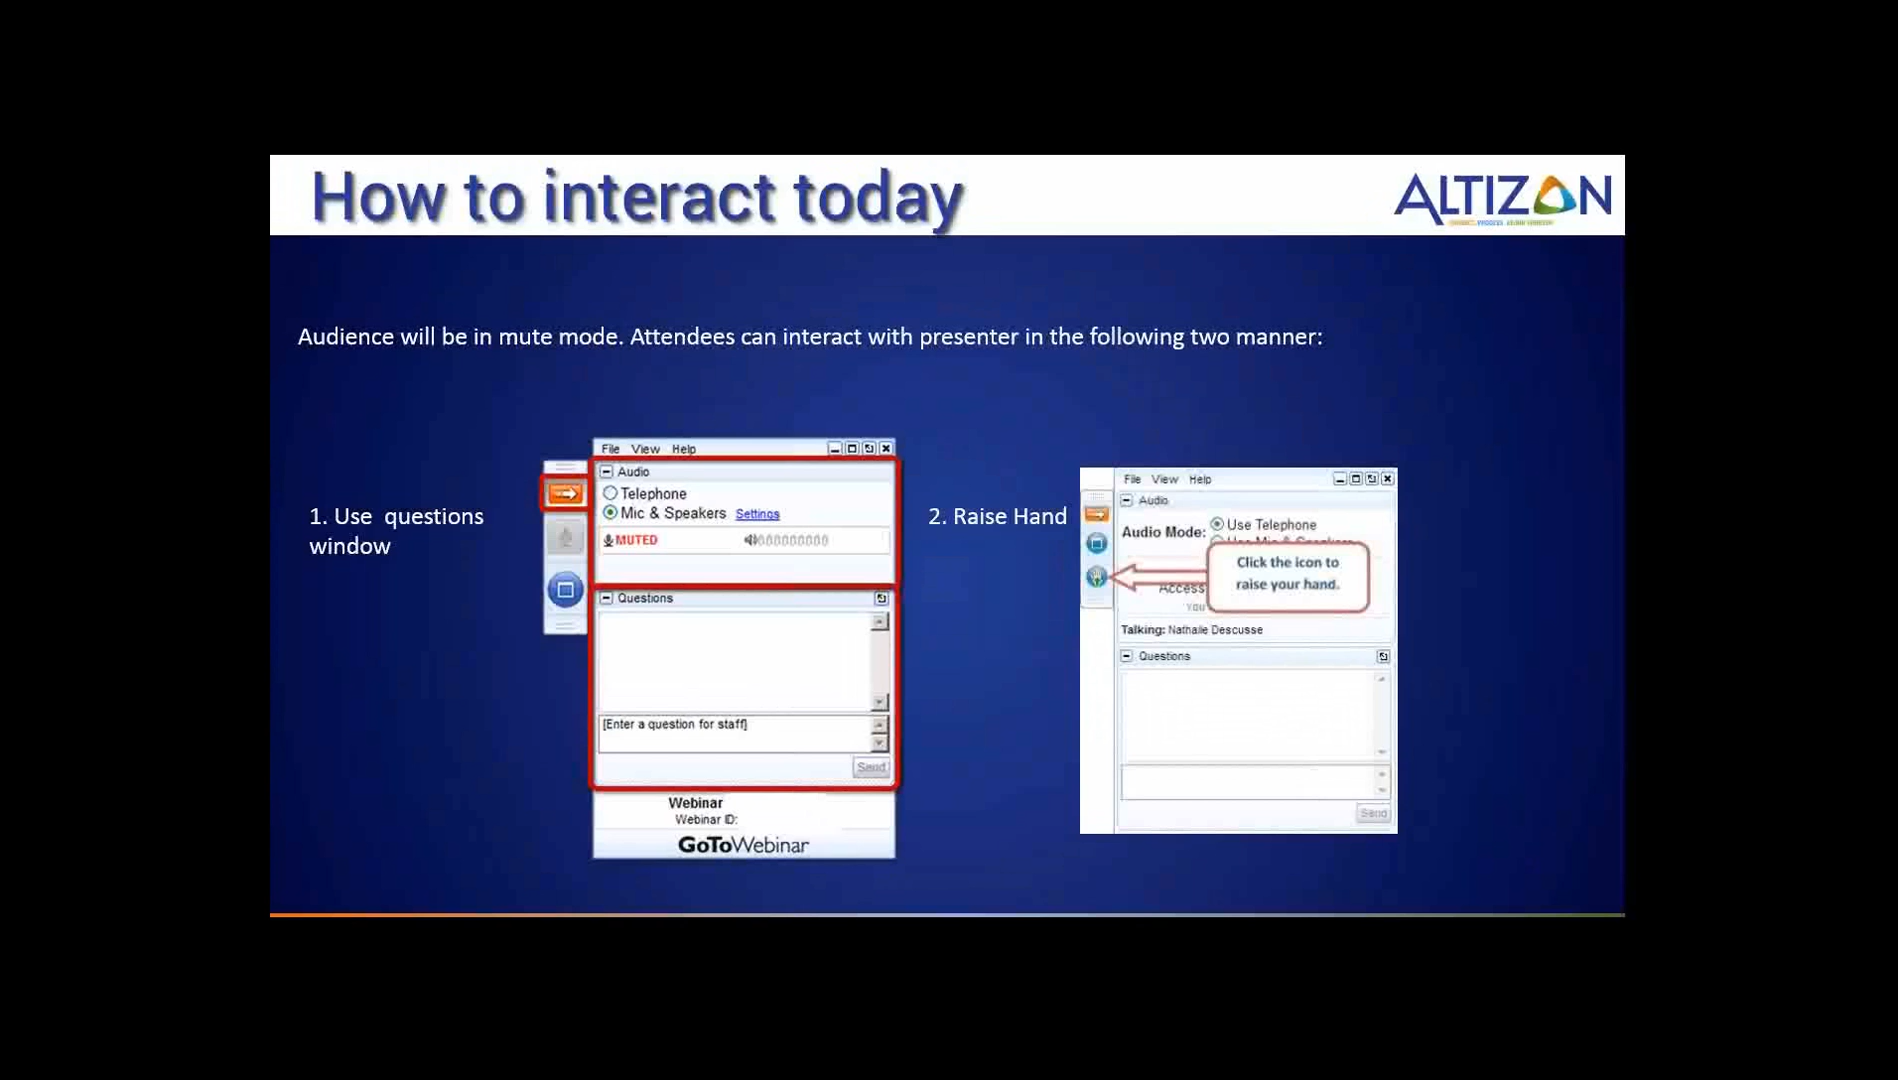 How to interact today
ALTIZON
Audience will be in mute mode. Attendees can interact with presenter in the following two manner:
1. Use questions
window
File View Help
Audio
Telephone
Mic & Speakers Settings
MUTED
Questions
[Enter a question for staff]
Send
Webinar
Webinar ID:
GoToWebinar
2. Raise Hand
File View Help
Audio
Audio Mode: Use Telephone
Click the icon to
raise your hand.
Access
You
Talking: Nathalie Descusse
Questions
Send